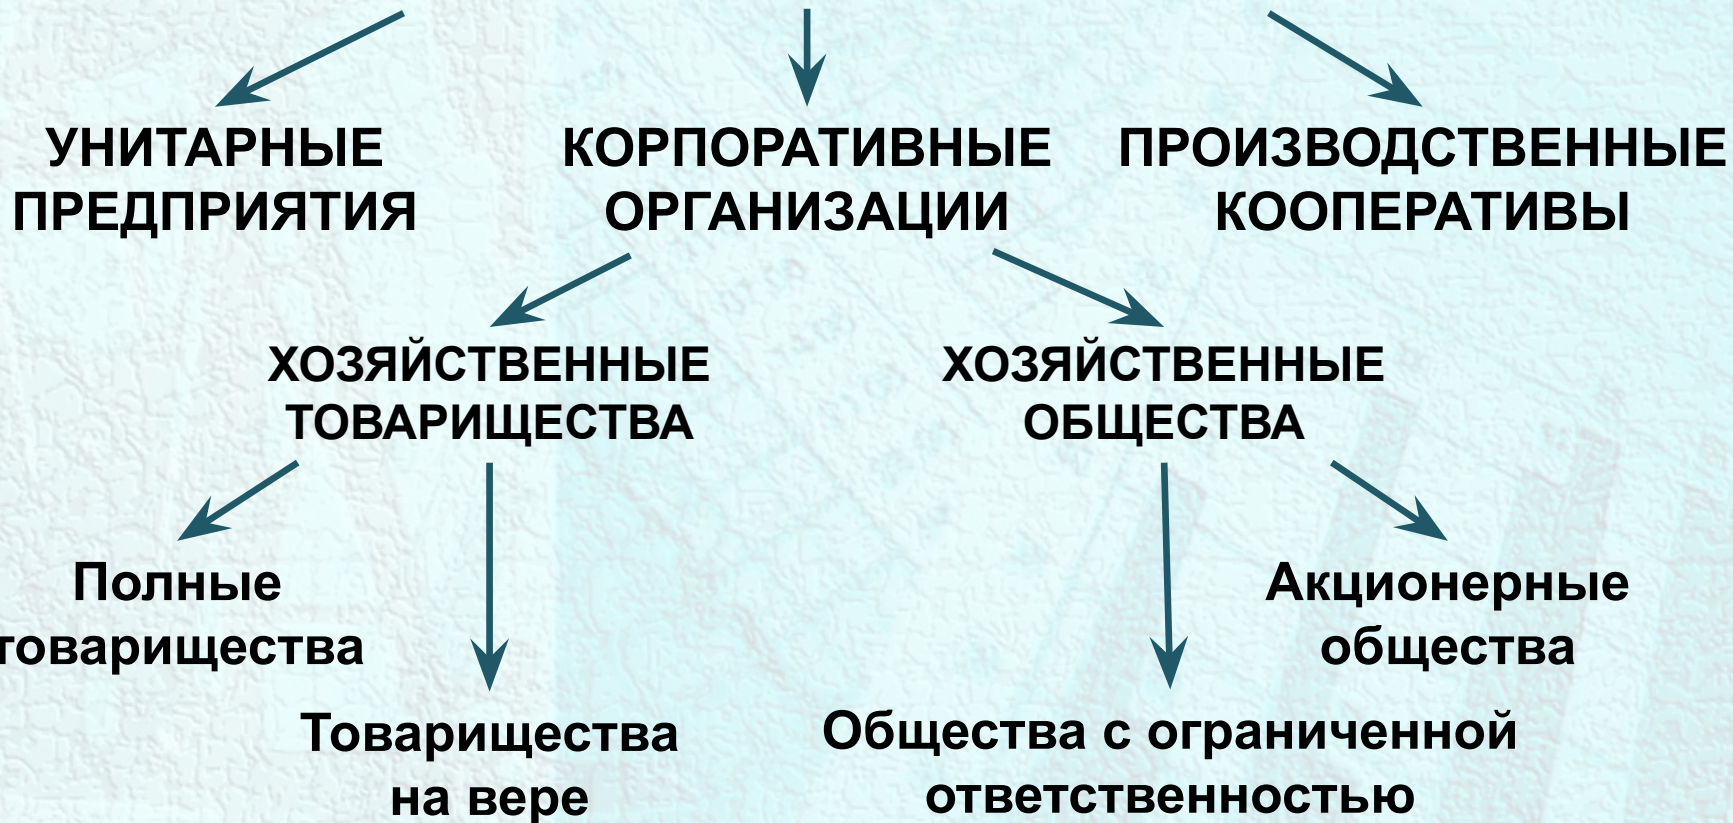 УНИТАРНЫЕ
ПРЕДПРИЯТИЯ
КОРПОРАТИВНЫЕ
ОРГАНИЗАЦИИ
ПРОИЗВОДСТВЕННЫЕ
КООПЕРАТИВЫ
ХОЗЯЙСТВЕННЫЕ
ТОВАРИЩЕСТВА
ХОЗЯЙСТВЕННЫЕ
ОБЩЕСТВА
Полные
товарищества
Товарищества
на вере
Общества с ограниченной
ответственностью
Акционерные
общества